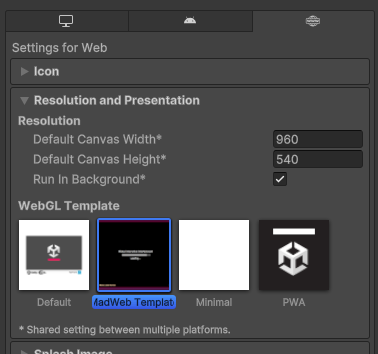 Settings for Web
Icon
Resolution and Presentation
Resolution
Default Canvas Width* 960
Default Canvas Height* 540
Run In Background*
WebGL Template
Default MadWeb Template Minimal PWA
* Shared setting between multiple platforms.
Splash Image